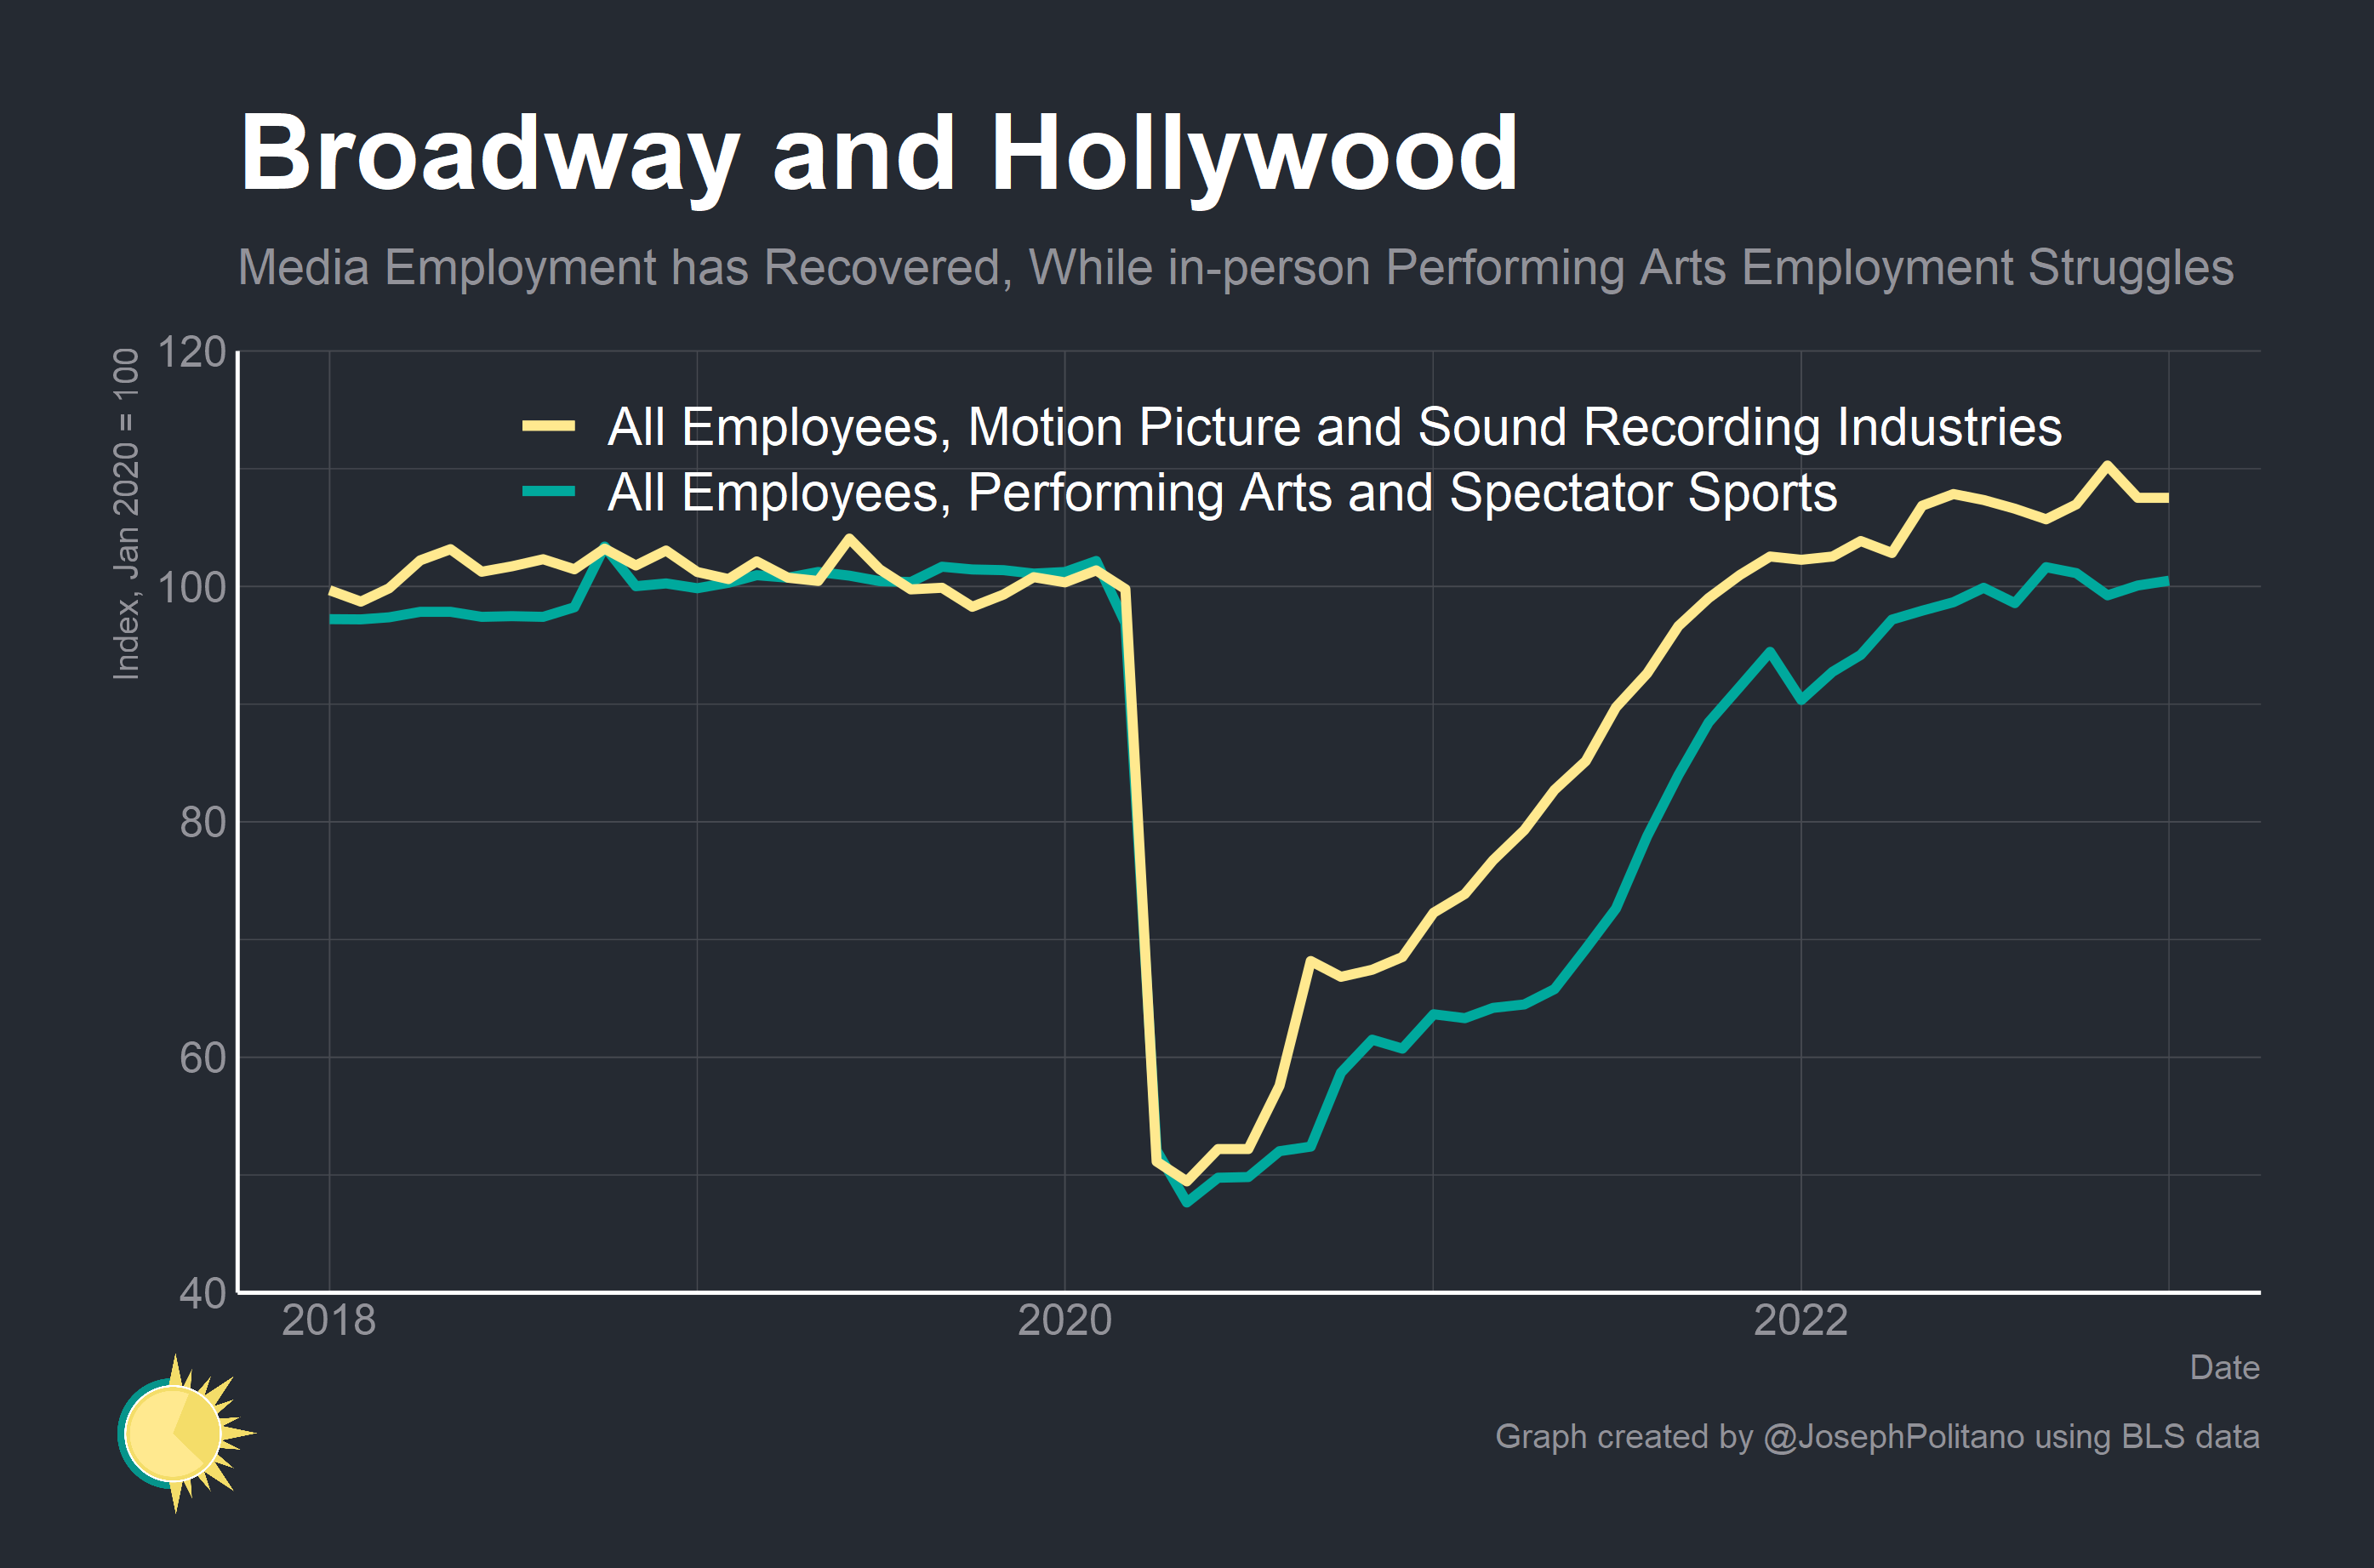 Broadway and Hollywood
Media Employment has Recovered, While in-person Performing Arts Employment Struggles
Index, Jan 2020 = 100
120
100
80
60
40
All Employees, Motion Picture and Sound Recording Industries
All Employees, Performing Arts and Spectator Sports
2018
2020
2022
Date
Graph created by @JosephPolitano using BLS data